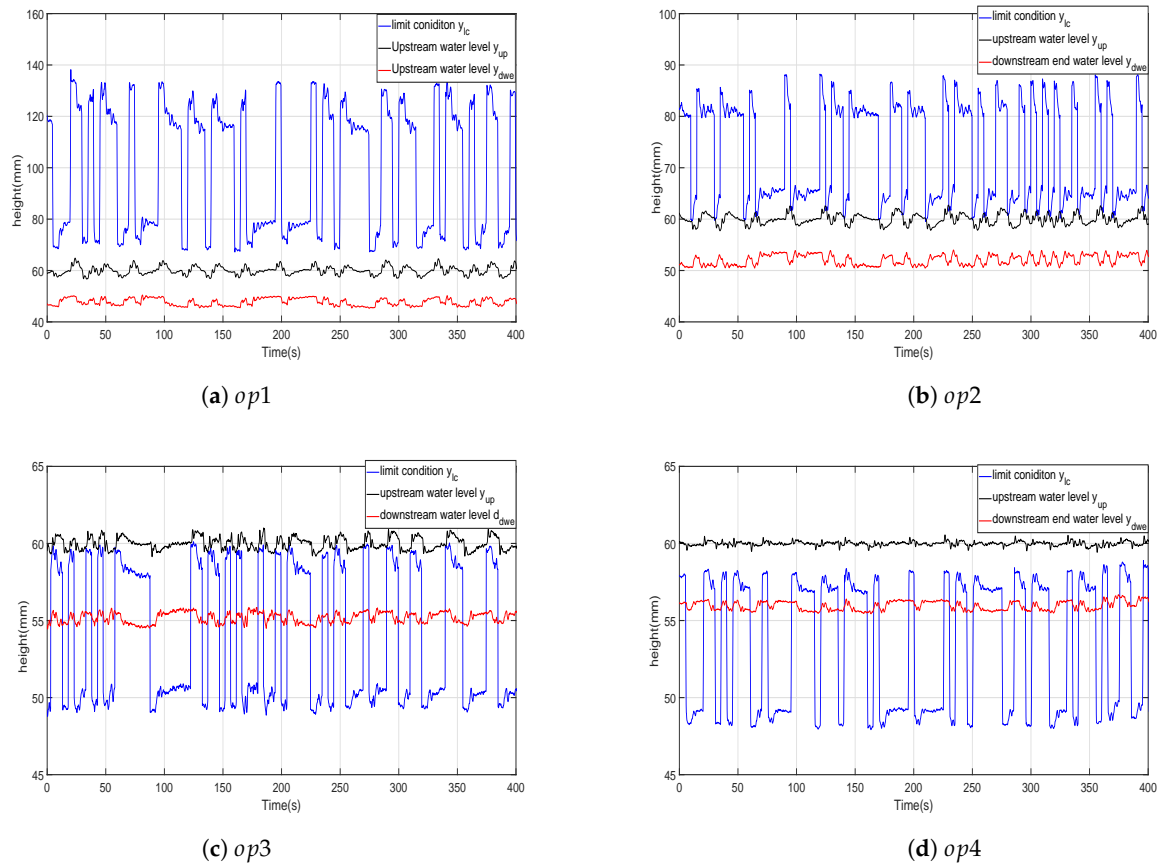 160
140
120
100
80
60
40
height(mm)
limit coniditon y_lc
Upstream water level y_up
Upstream water level y_dwe
0 50 100 150 200 250 300 350 400
Time(s)
(a) op1
100
90
80
70
60
50
40
height(mm)
limit condition y_lc
upstream water level y_up
downstream end water level y_dwe
0 50 100 150 200 250 300 350 400
Time(s)
(b) op2
65
60
55
50
45
height(mm)
limit condition y_lc
upstream water level y_up
downstream water level d_dwe
0 50 100 150 200 250 300 350 400
Time(s)
(c) op3
65
60
55
50
45
height(mm)
limit coniditon y_lc
upstream water level y_up
downstream end water level y_dwe
0 50 100 150 200 250 300 350 400
Time(s)
(d) op4